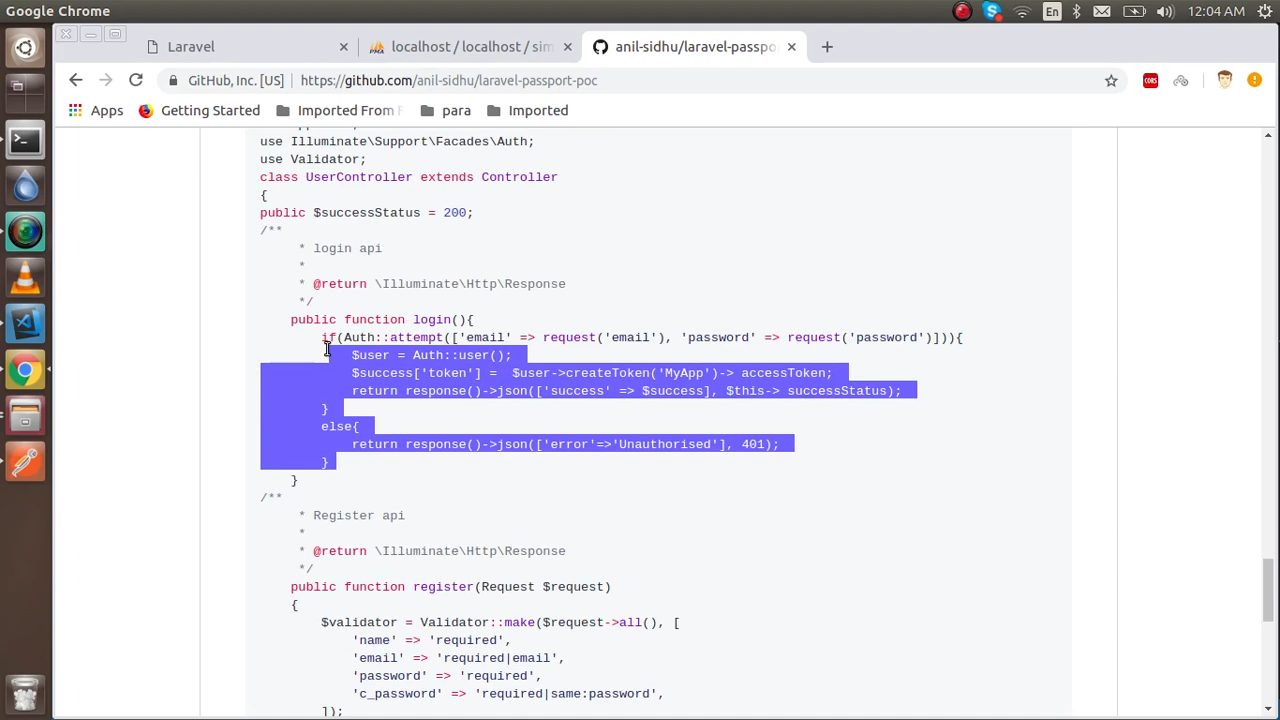 Google Chrome
En
12:04 AM
Laravel
localhost / localhost / sim
anil-sidhu/laravel-passpo
GitHub, Inc. [US]
https://github.com/anil-sidhu/laravel-passport-poc
CORS
Apps
Getting Started
Imported From F
para
Imported
use Illuminate\Support\Facades\Auth;
use Validator;
class UserController extends Controller
{
public $successStatus = 200;
/**
* login api
*
* @return \Illuminate\Http\Response
*/
public function login(){
if(Auth::attempt(['email' => request('email'), 'password' => request('password')])){
$user = Auth::user();
$success['token'] =  $user->createToken('MyApp')-> accessToken;
return response()->json(['success' => $success], $this-> successStatus);
}
else{
return response()->json(['error'=>'Unauthorised'], 401);
}
}
/**
* Register api
*
* @return \Illuminate\Http\Response
*/
public function register(Request $request)
{
$validator = Validator::make($request->all(), [
'name' => 'required',
'email' => 'required|email',
'password' => 'required',
'c_password' => 'required|same:password',
]);